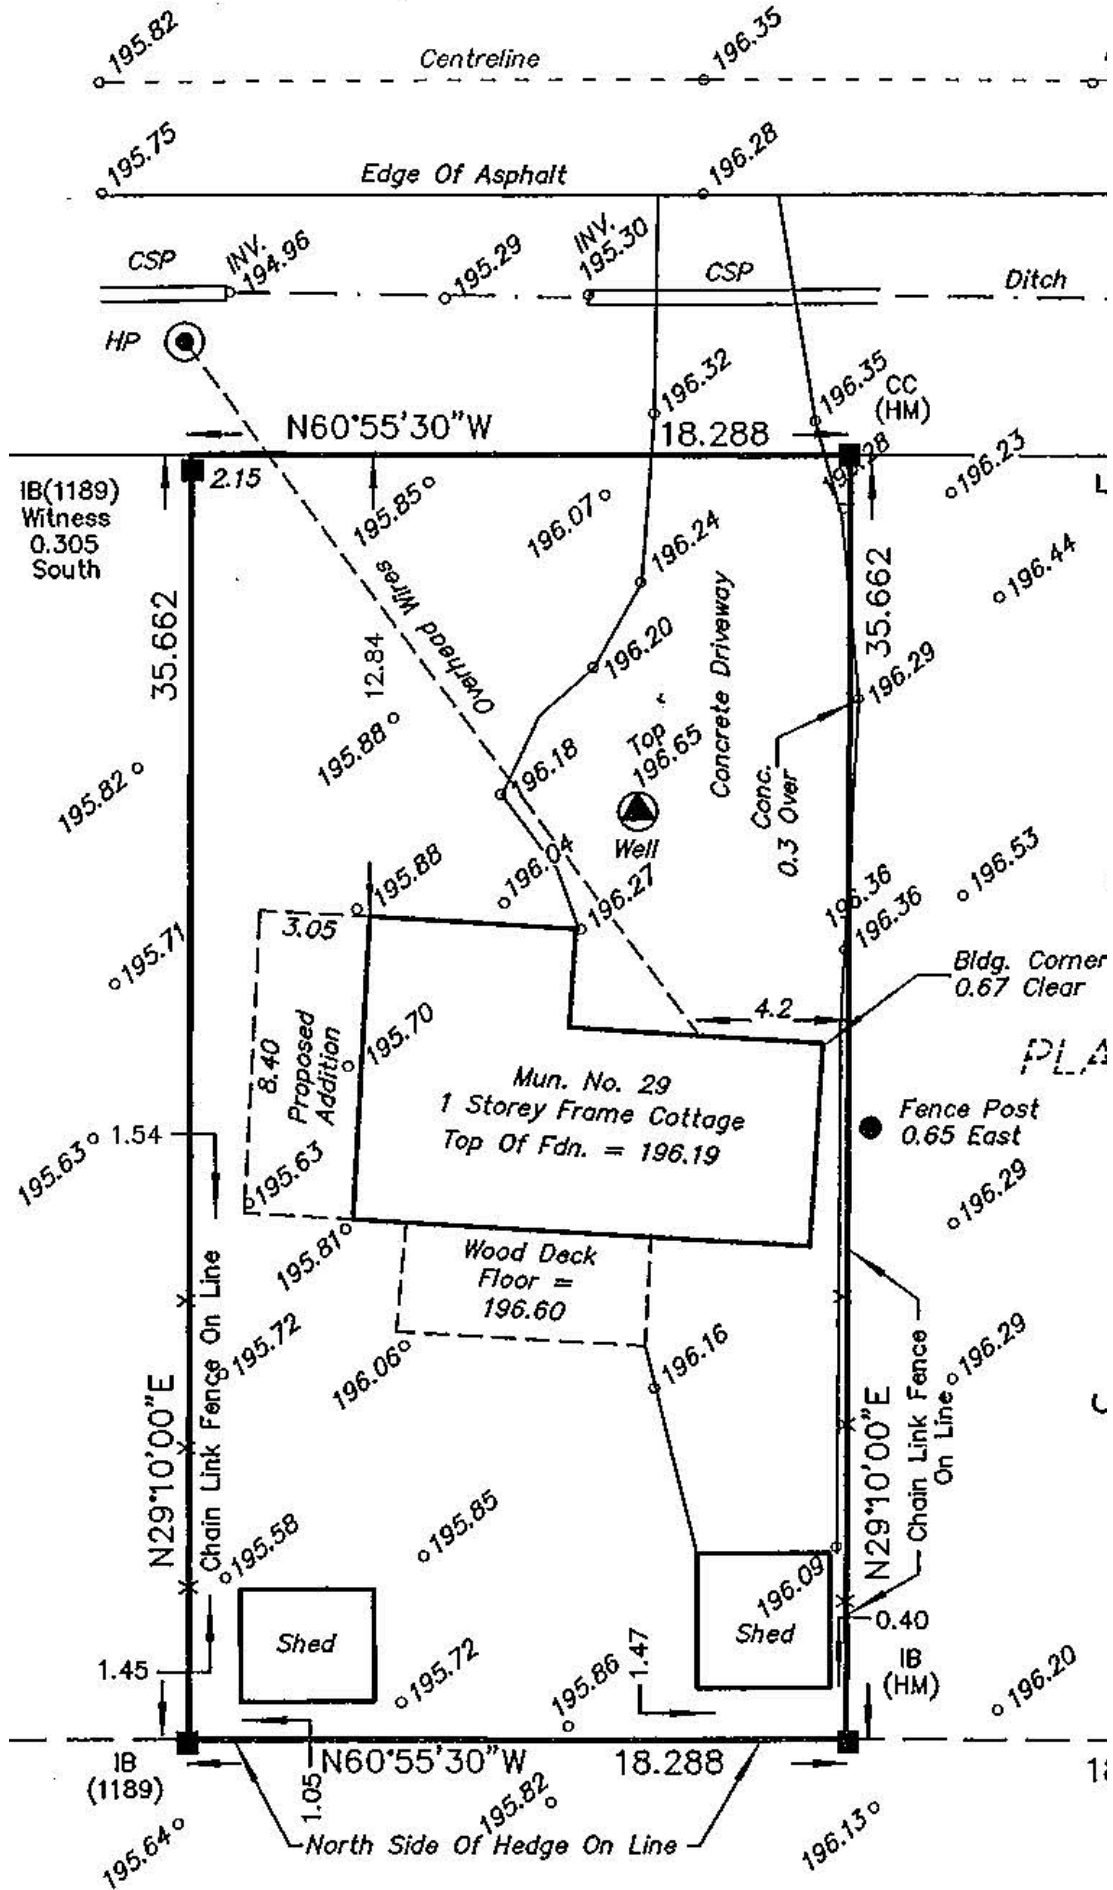 195.82
Centreline
196.35
195.75
Edge Of Asphalt
196.28
CSP
INV.
194.96
195.29
INV.
195.30
CSP
Ditch
HP
196.32
196.35
CC
(HM)
N60°55'30"W
18.288
2.15
IB(1189)
Witness
0.305
South
195.85
196.07
196.24
196.23
196.44
35.662
Overhead Wires
12.84
196.20
Concrete Driveway
35.662
196.29
195.88
195.82
196.18
Top
196.65
Well
Conc.
0.3 Over
195.88
196.04
196.27
196.36
196.36
196.53
3.05
195.71
Bldg. Corner
0.67 Clear
4.2
8.40
Proposed
Addition
195.70
Mun. No. 29
1 Storey Frame Cottage
Top Of Fdn. = 196.19
Fence Post
0.65 East
195.63
1.54
195.63
196.29
195.81
Wood Deck
Floor =
196.60
195.72
196.06
196.16
196.29
N29°10'00"E
Chain Link Fence On Line
N29°10'00"E
Chain Link Fence
On Line
195.58
195.85
196.09
Shed
Shed
0.40
1.45
195.72
195.86
1.47
IB
(HM)
196.20
IB
(1189)
1.05
N60°55'30"W
18.288
195.64
195.82
North Side Of Hedge On Line
196.13